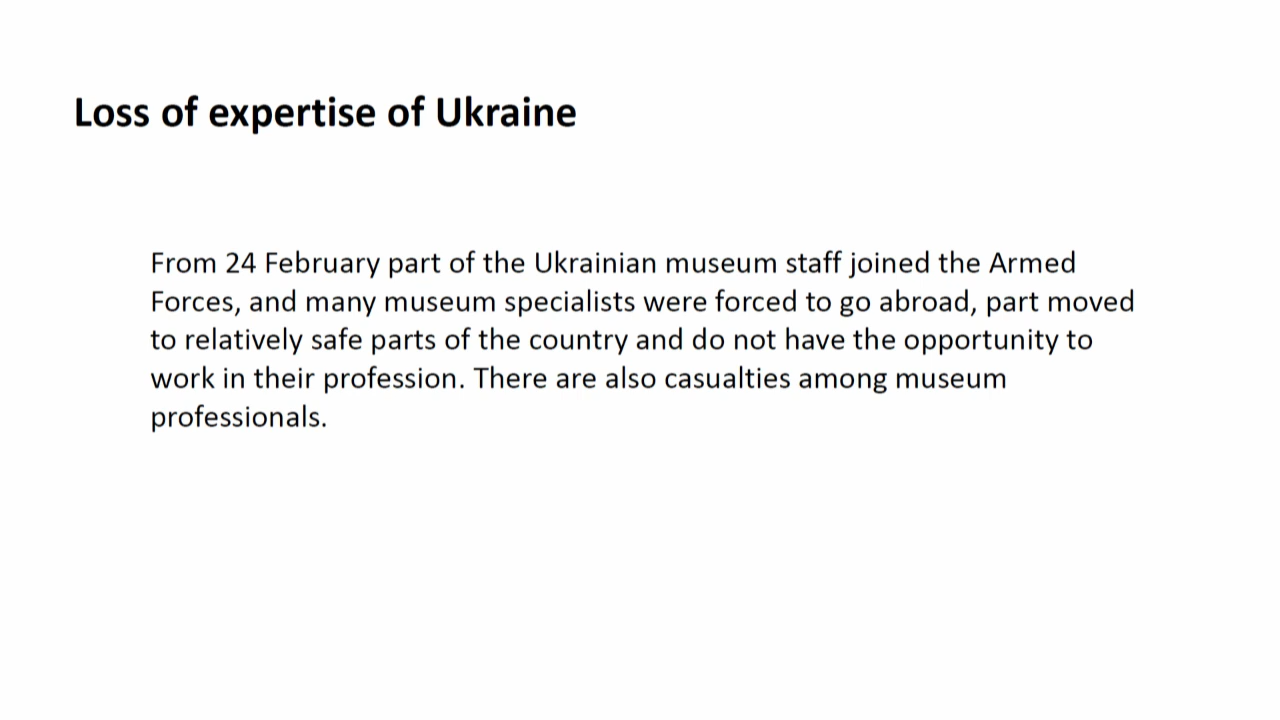 Loss of expertise of Ukraine
From 24 February part of the Ukrainian museum staff joined the Armed
Forces, and many museum specialists were forced to go abroad, part moved
to relatively safe parts of the country and do not have the opportunity to
work in their profession. There are also casualties among museum
professionals.